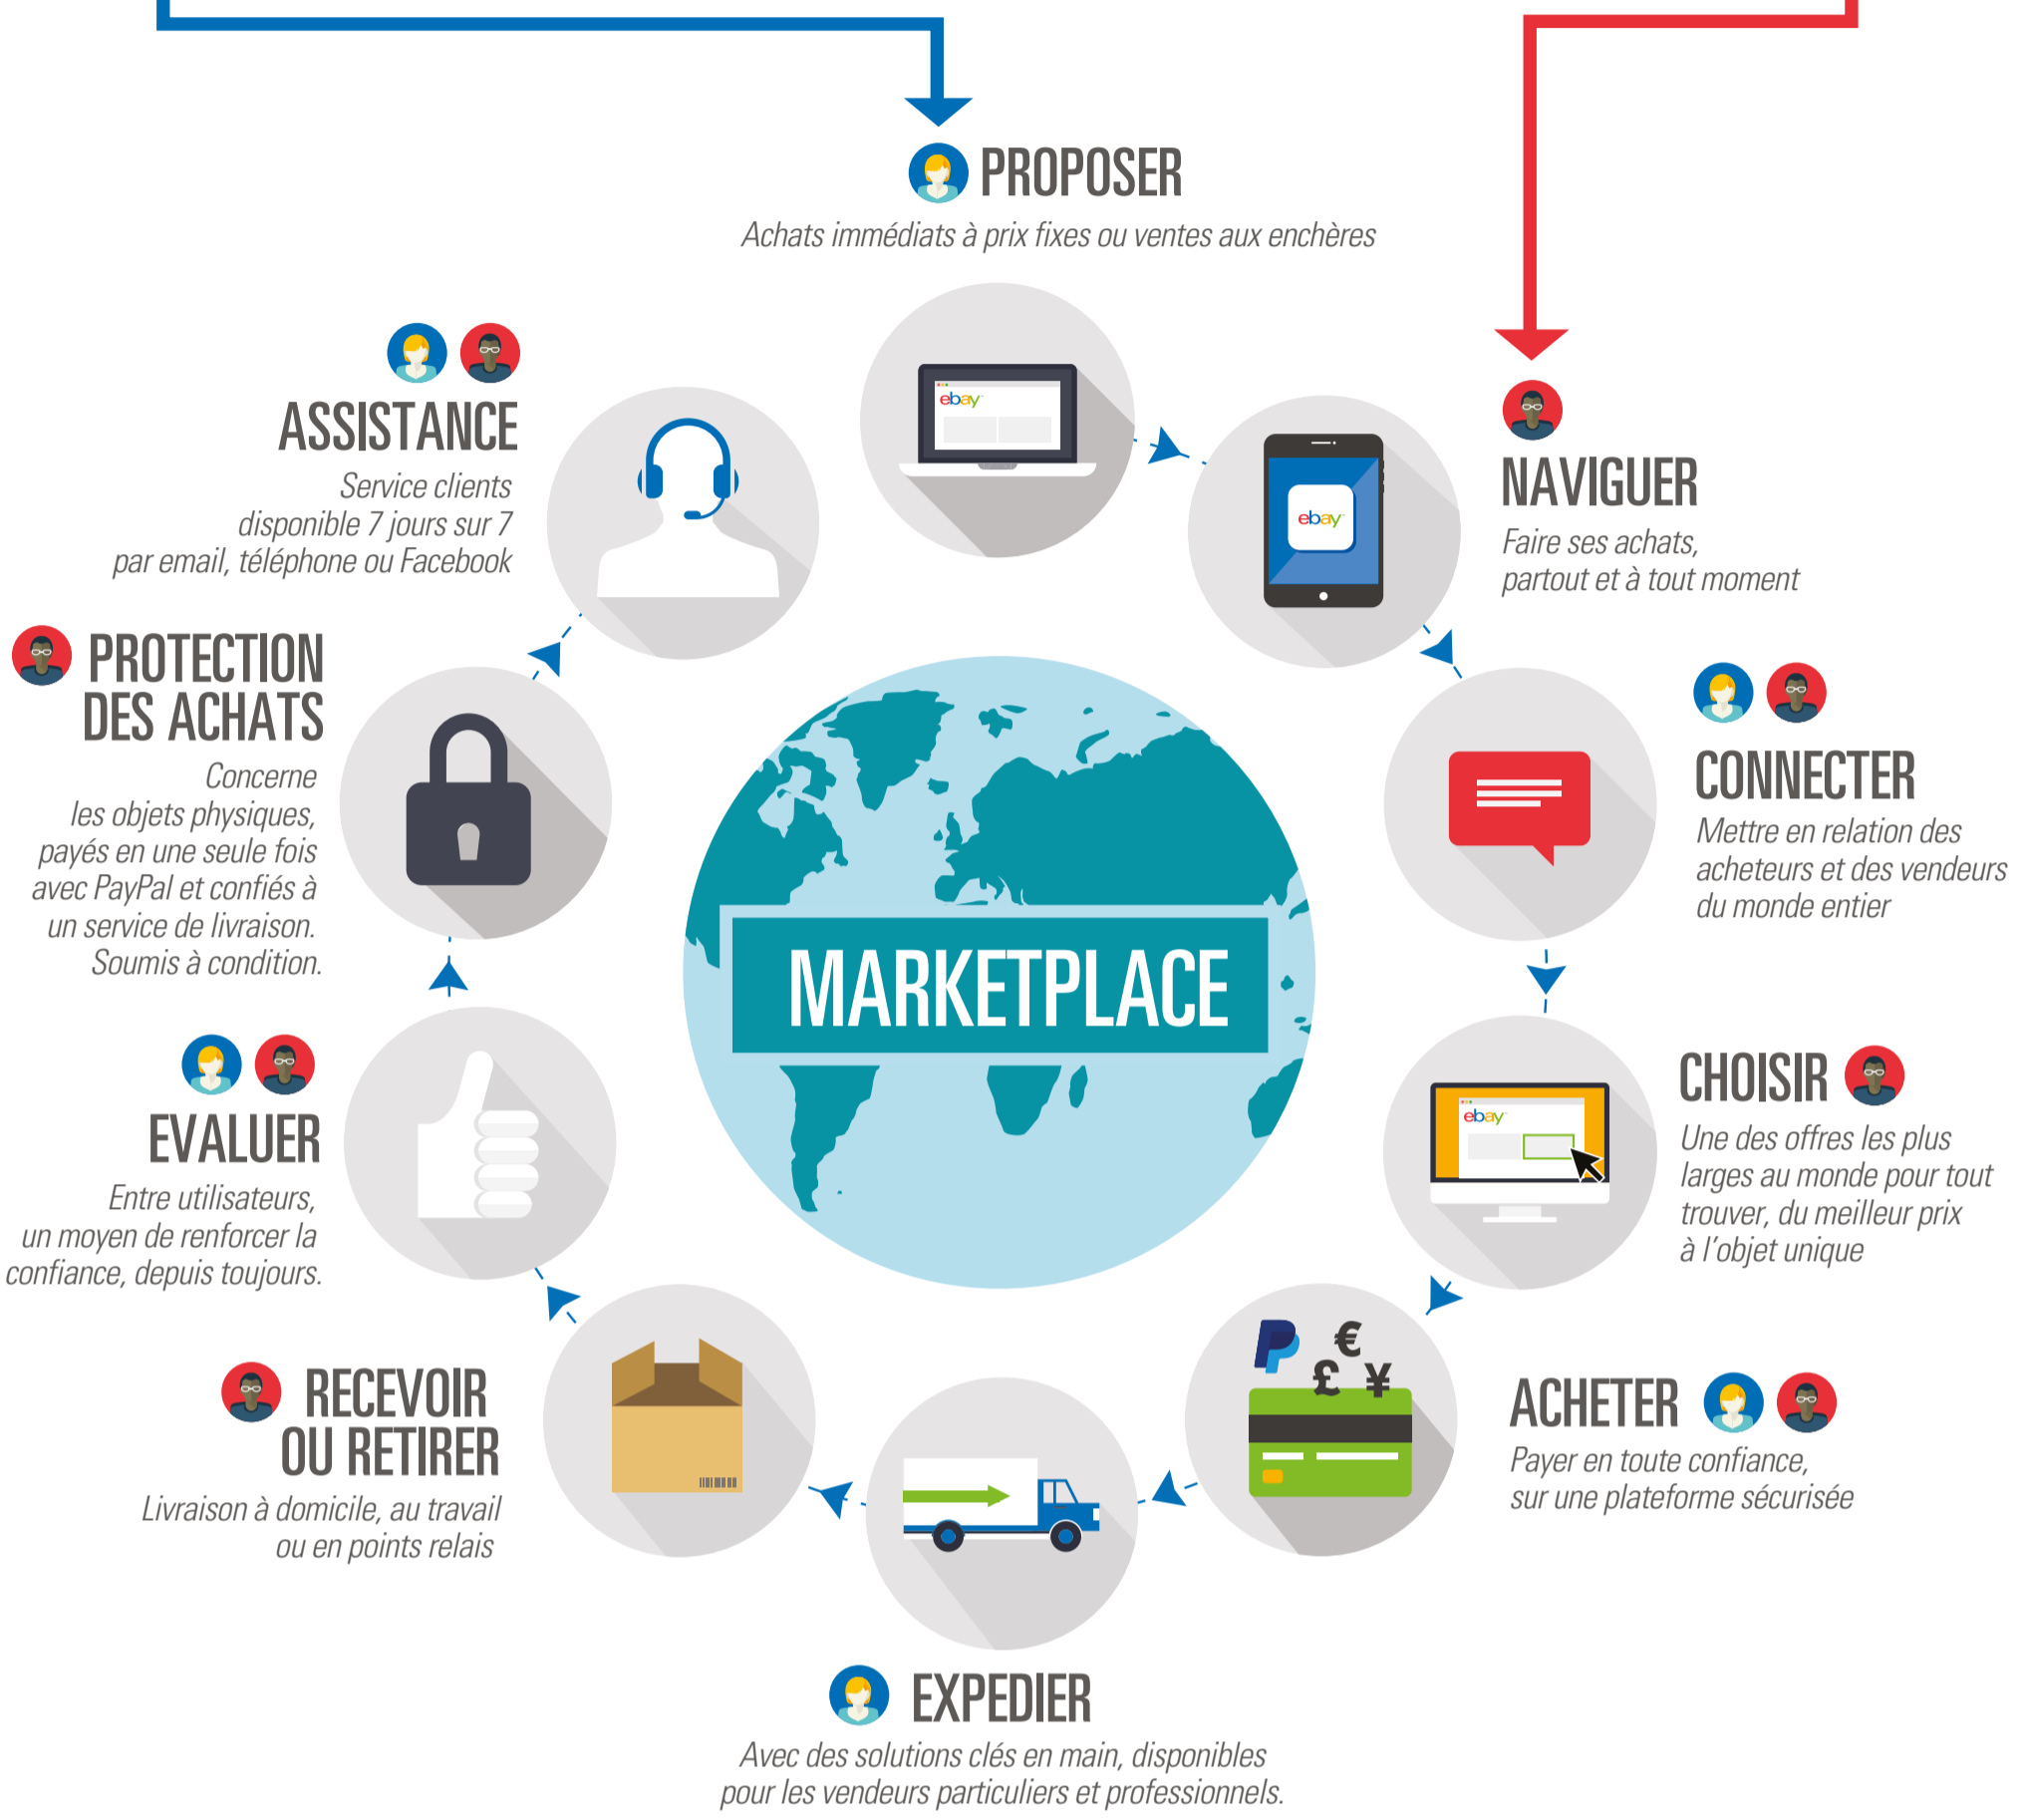 PROPOSER
Achats immédiats à prix fixes ou ventes aux enchères
ebay
ASSISTANCE
Service clients
disponible 7 jours sur 7
par email, téléphone ou Facebook
ebay
NAVIGUER
Faire ses achats,
partout et à tout moment
PROTECTION
DES ACHATS
Concerne
les objets physiques,
payés en une seule fois
avec PayPal et confiés à
un service de livraison.
Soumis à condition.
CONNECTER
Mettre en relation des
acheteurs et des vendeurs
du monde entier
MARKETPLACE
EVALUER
Entre utilisateurs,
un moyen de renforcer la
confiance, depuis toujours.
ebay
CHOISIR
Une des offres les plus
larges au monde pour tout
trouver, du meilleur prix
à l'objet unique
RECEVOIR
OU RETIRER
Livraison à domicile, au travail
ou en points relais
P €
£ ¥
ACHETER
Payer en toute confiance,
sur une plateforme sécurisée
EXPEDIER
Avec des solutions clés en main, disponibles
pour les vendeurs particuliers et professionnels.